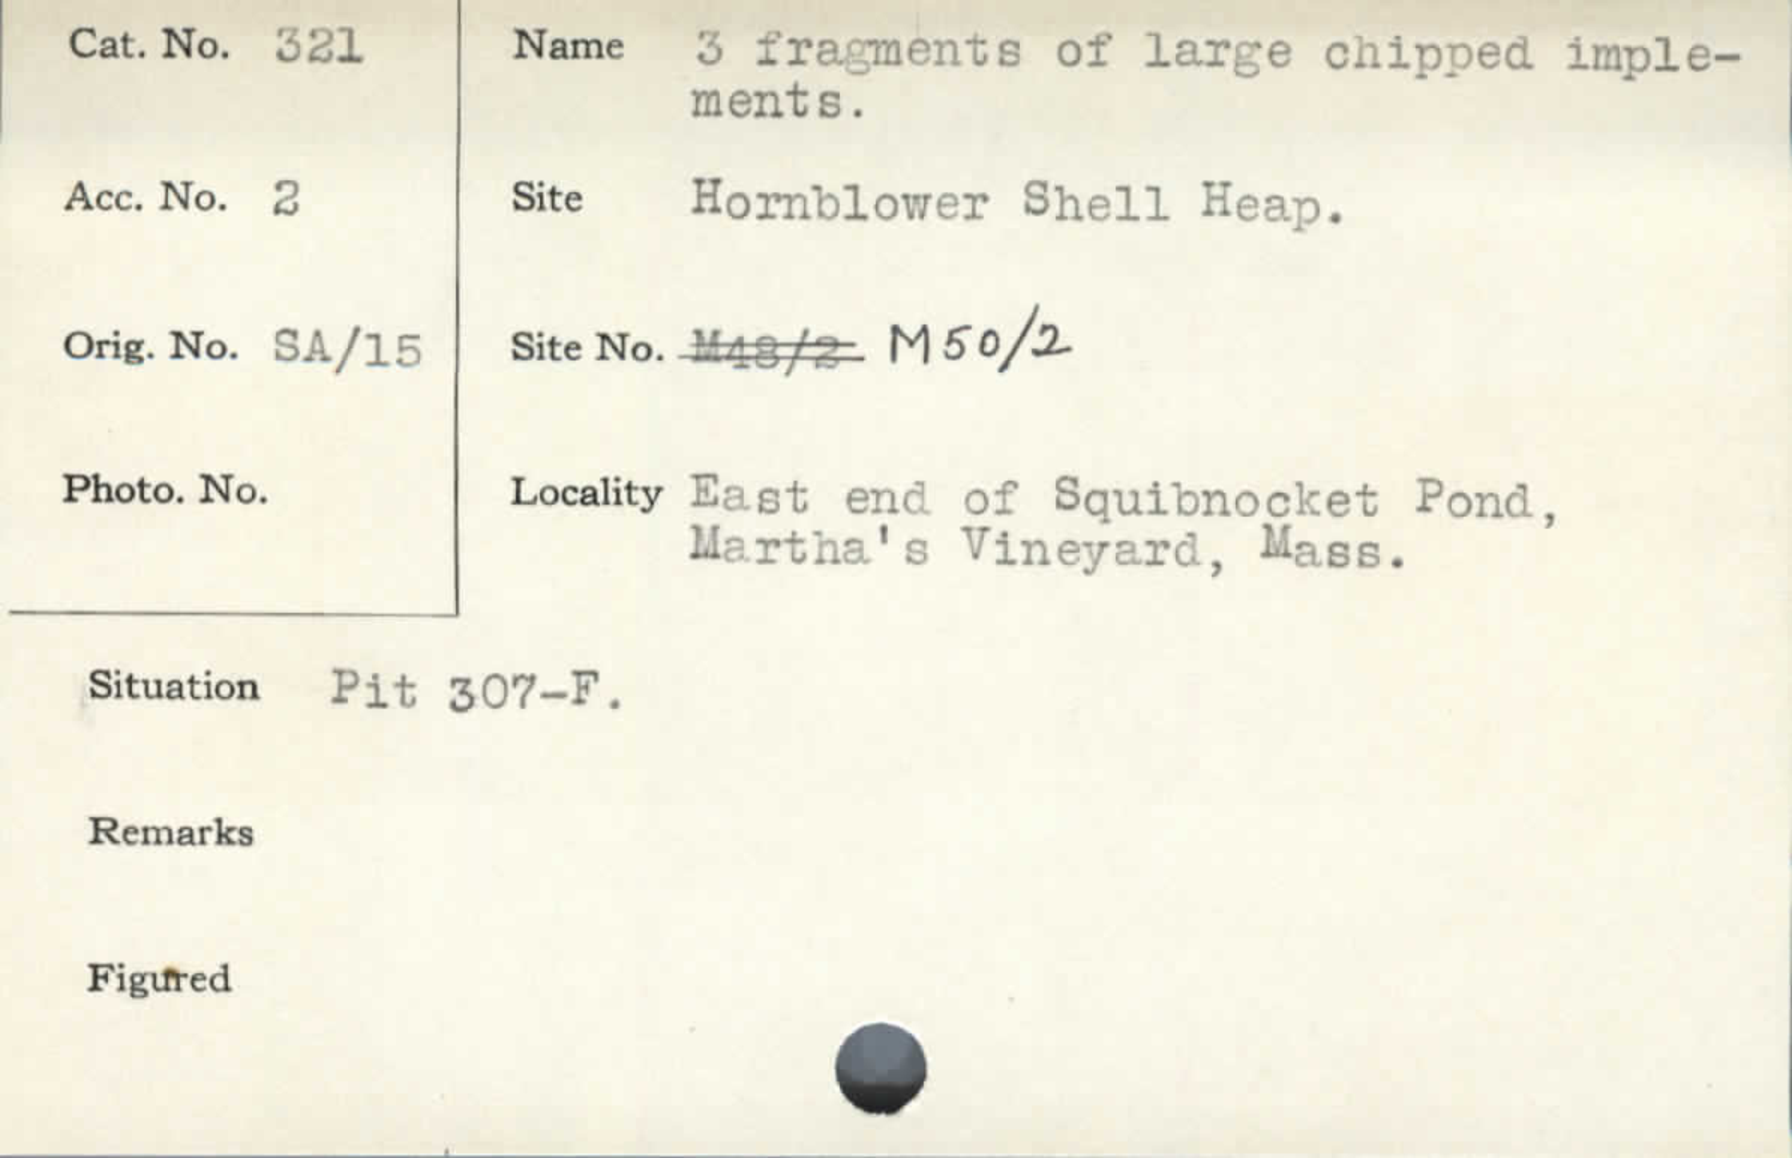 Cat. No. 321
Name 3 fragments of large chipped imple-
ments.
Acc. No. 2
Site Hornblower Shell Heap.
Orig. No. SA/15
Site No. M48/2 M50/2
Photo. No.
Locality East end of Squibnocket Pond,
Martha's Vineyard, Mass.
Situation Pit 307-F.
Remarks
Figured